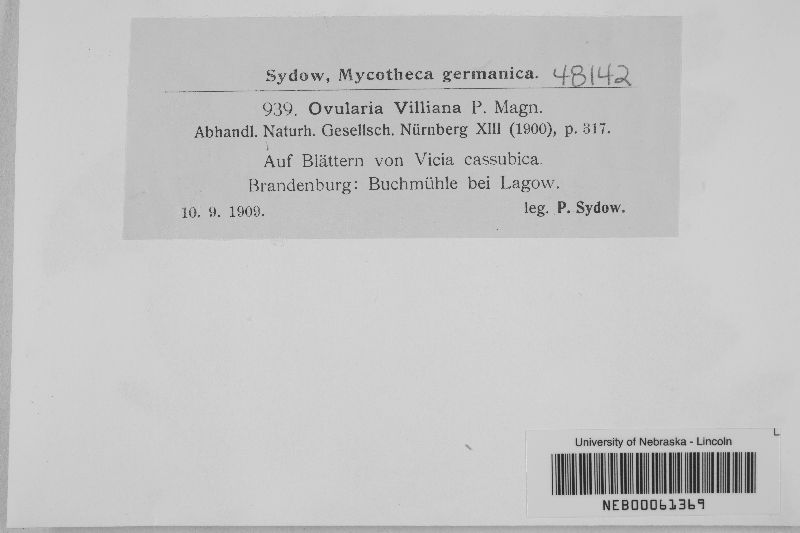 Sydow, Mycotheca germanica. 48142
939. Ovularia Villiana P. Magn.
Abhandl. Naturh. Gesellsch. Nürnberg XIII (1900), p. 317.
Auf Blättern von Vicia cassubica.
Brandenburg: Buchmühle bei Lagow.
10. 9. 1909. leg. P. Sydow.
L
University of Nebraska - Lincoln
NEB00061369